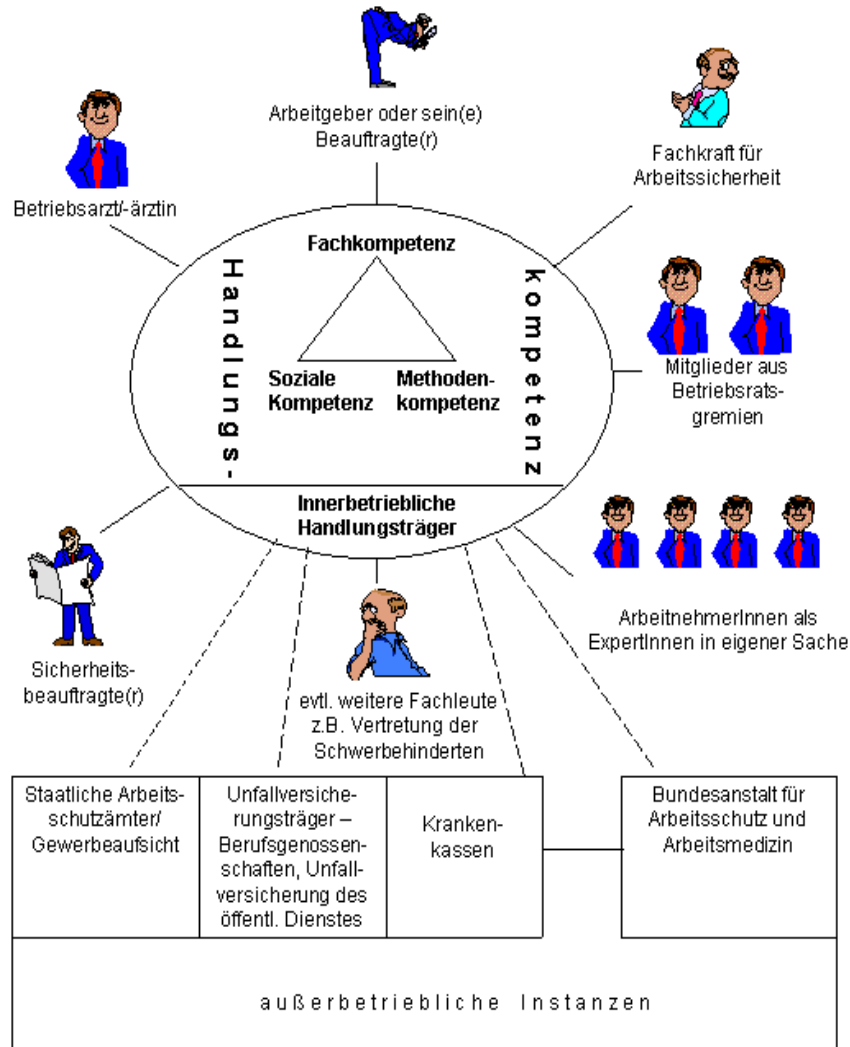 Arbeitgeber oder sein(e)
Beauftragte(r)
Fachkraft für
Arbeitssicherheit
Betriebsarzt/-ärztin
Fachkompetenz
Handlungs-
kompetenz
Soziale
Kompetenz
Methoden-
kompetenz
Mitglieder aus
Betriebsrats-
gremien
Innerbetriebliche
Handlungsträger
ArbeitnehmerInnen als
ExpertInnen in eigener Sache
Sicherheits-
beauftragte(r)
evtl. weitere Fachleute
z.B. Vertretung der
Schwerbehinderten
Staatliche Arbeits-
schutzämter/
Gewerbeaufsicht
Unfallversiche-
rungsträger –
Berufsgenossen-
schaften, Unfall-
versicherung des
öffentl. Dienstes
Kranken-
kassen
Bundesanstalt für
Arbeitsschutz und
Arbeitsmedizin
außerbetriebliche Instanzen